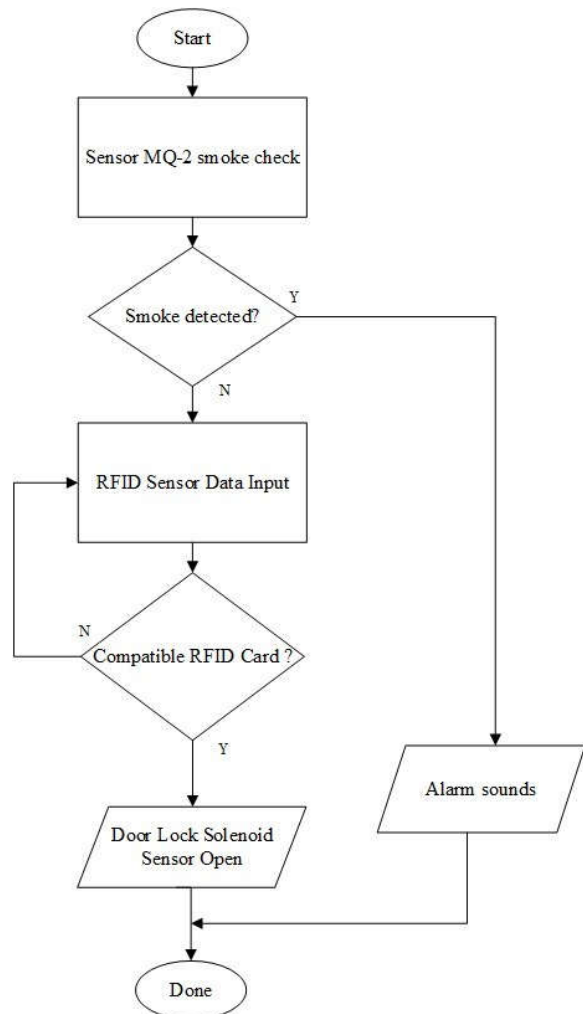 Start
Sensor MQ-2 smoke check
Smoke detected?
Y
N
RFID Sensor Data Input
N
Compatible RFID Card ?
Y
Alarm sounds
Door Lock Solenoid
Sensor Open
Done